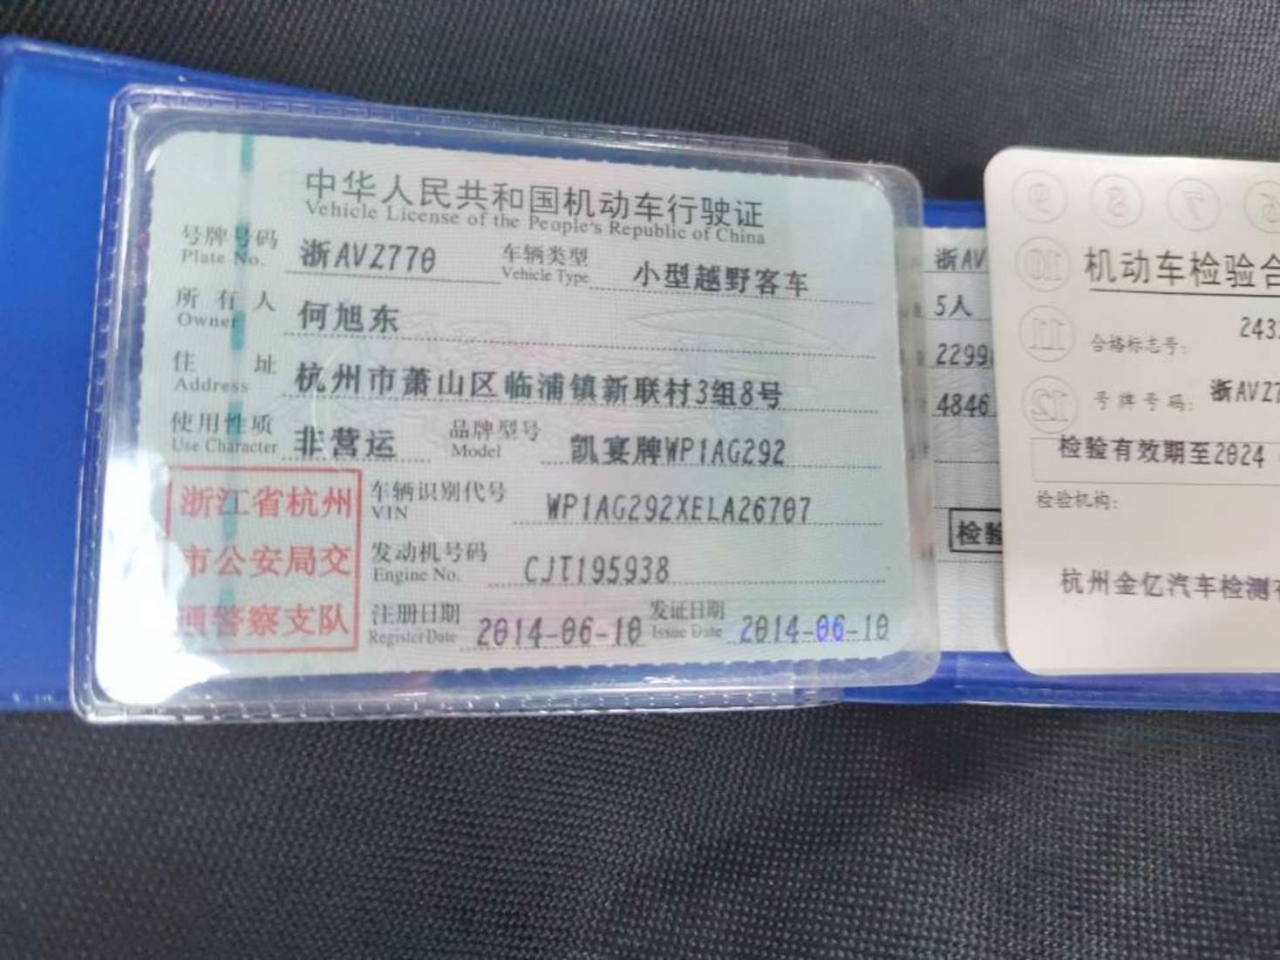 中华人民共和国机动车行驶证
Vehicle License of the People's Republic of China
号牌号码 浙AVZ770 车辆类型 小型越野客车
Plate No. Vehicle Type
所有人 何旭东
Owner
住址 杭州市萧山区临浦镇新联村3组8号
Address
使用性质 非营运 品牌型号 凯宴牌WP1AG292
Use Character Model
浙江省杭州
市公安局交
通警察支队
车辆识别代号 WP1AG292XELA26707
VIN
发动机号码 CJT195938
Engine No.
注册日期 2014-06-10 发证日期 2014-06-10
Register Date Issue Date
浙AV
5人
2299
4846
检验
9 8 7 6
10
11
12
机动车检验合
合格标志号: 243
号牌号码: 浙AVZ7
检验有效期至2024
检验机构:
杭州金亿汽车检测